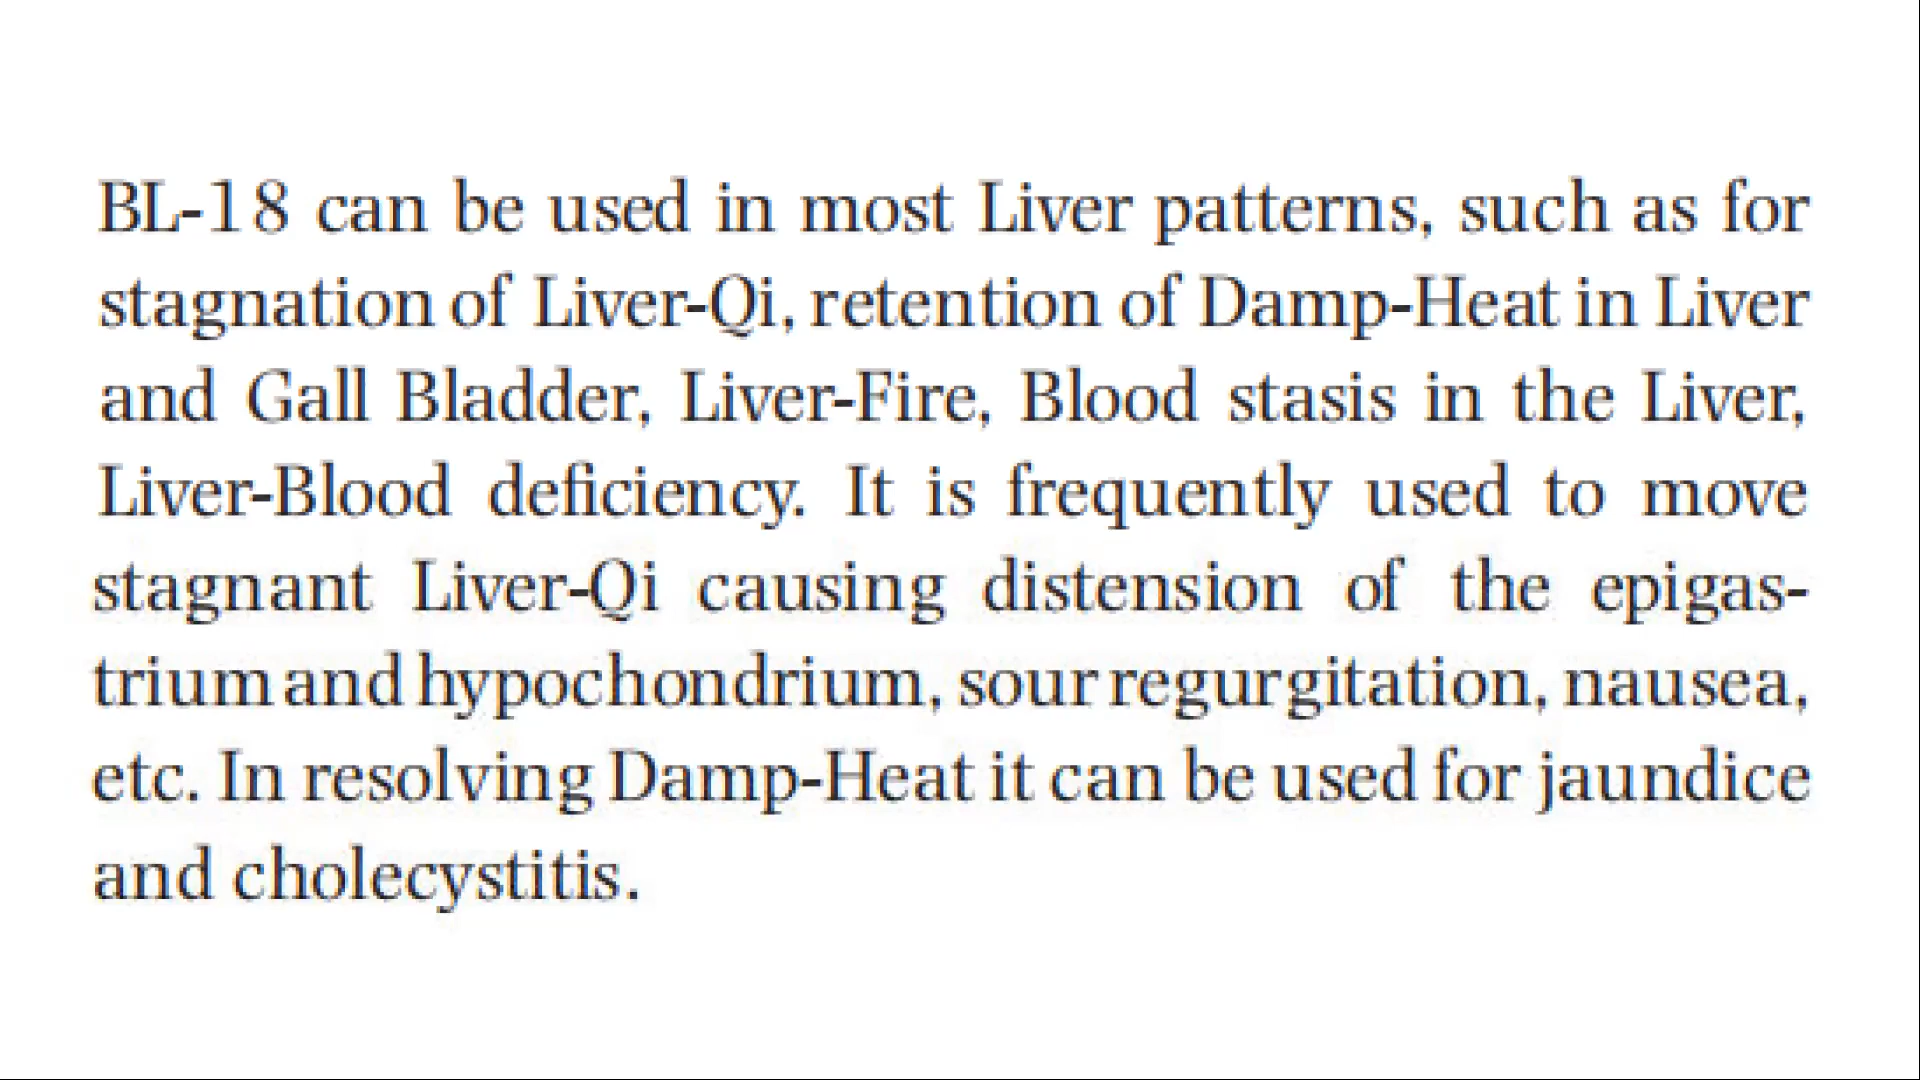 BL-18 can be used in most Liver patterns, such as for
stagnation of Liver-Qi, retention of Damp-Heat in Liver
and Gall Bladder, Liver-Fire, Blood stasis in the Liver,
Liver-Blood deficiency. It is frequently used to move
stagnant Liver-Qi causing distension of the epigas-
trium and hypochondrium, sour regurgitation, nausea,
etc. In resolving Damp-Heat it can be used for jaundice
and cholecystitis.